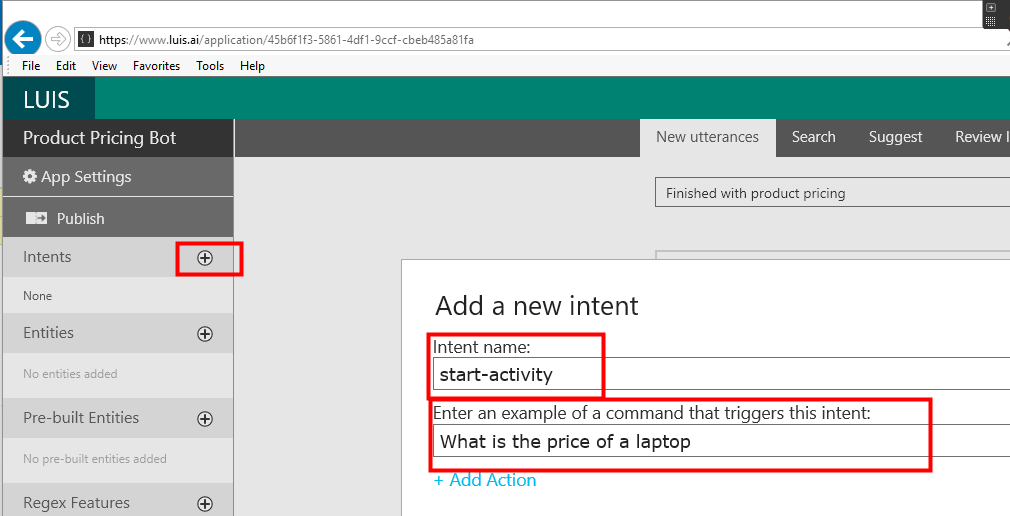 https://www.luis.ai/application/45b6f1f3-5861-4df1-9ccf-cbeb485a81fa
File Edit View Favorites Tools Help
LUIS
Product Pricing Bot
New utterances Search Suggest Review
App Settings
Publish
Finished with product pricing
Intents
None
Entities
No entities added
Pre-built Entities
No pre-built entities added
Regex Features
Add a new intent
Intent name:
start-activity
Enter an example of a command that triggers this intent:
What is the price of a laptop
+ Add Action